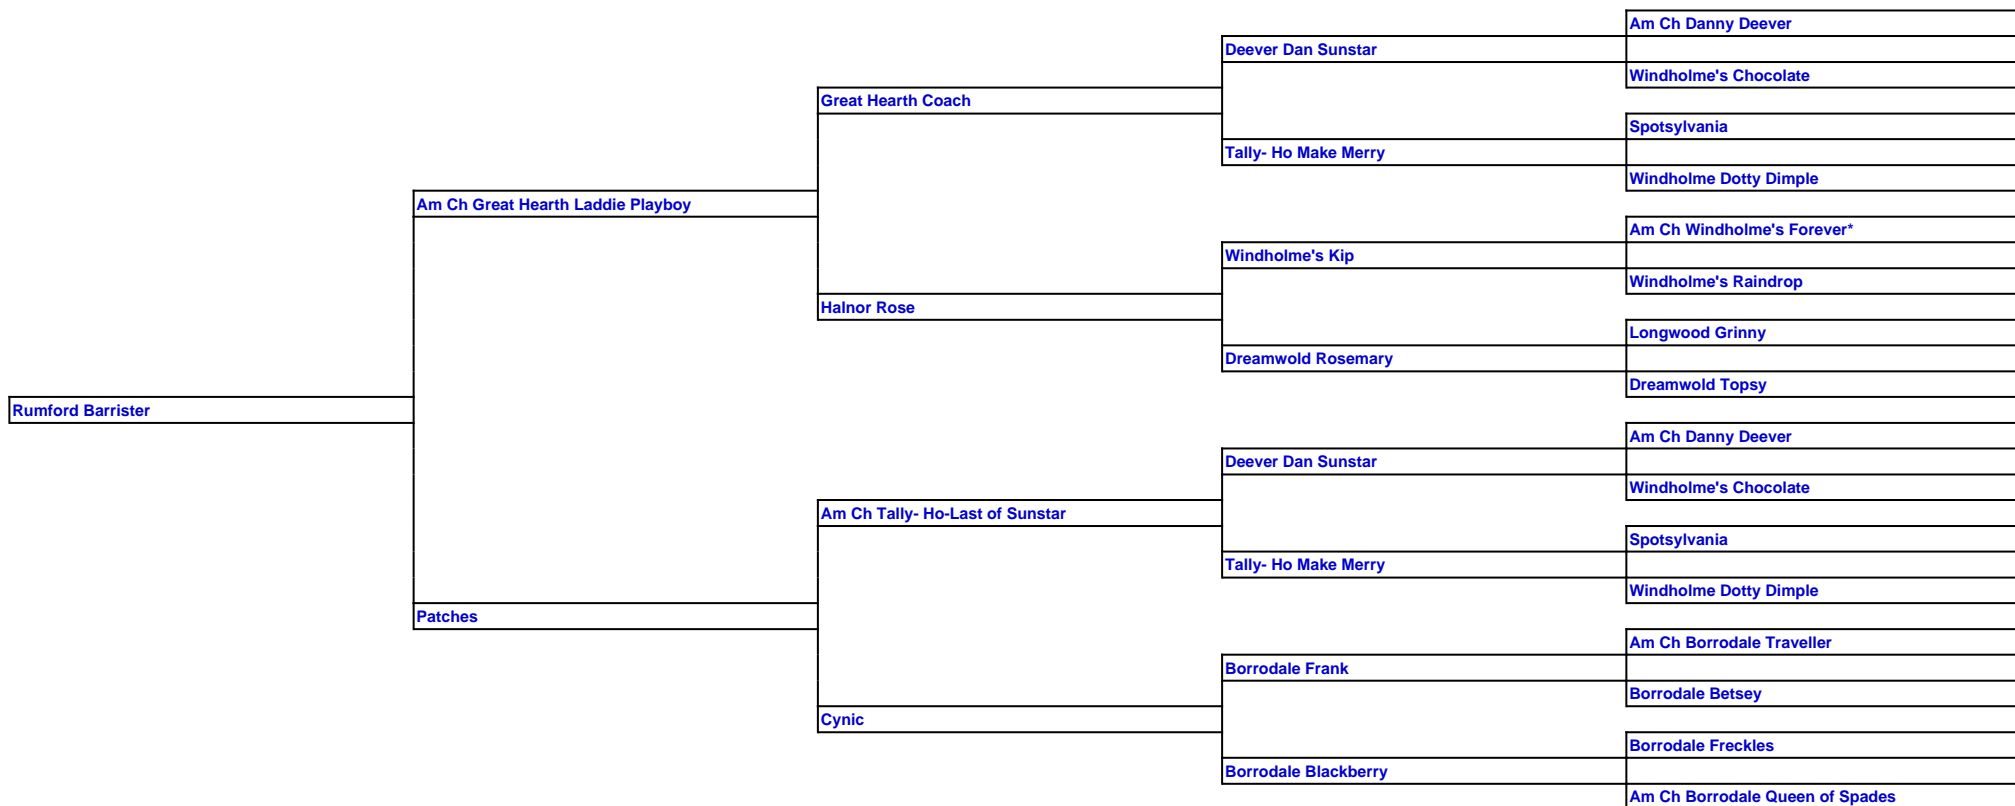 Am Ch Danny Deever
Deever Dan Sunstar
Windholme's Chocolate
Great Hearth Coach
Spotsylvania
Tally- Ho Make Merry
Windholme Dotty Dimple
Am Ch Great Hearth Laddie Playboy
Am Ch Windholme's Forever*
Windholme's Kip
Windholme's Raindrop
Halnor Rose
Longwood Grinny
Dreamwold Rosemary
Dreamwold Topsy
Rumford Barrister
Am Ch Danny Deever
Deever Dan Sunstar
Windholme's Chocolate
Am Ch Tally- Ho-Last of Sunstar
Spotsylvania
Tally- Ho Make Merry
Windholme Dotty Dimple
Patches
Am Ch Borrodale Traveller
Borrodale Frank
Borrodale Betsey
Cynic
Borrodale Freckles
Borrodale Blackberry
Am Ch Borrodale Queen of Spades